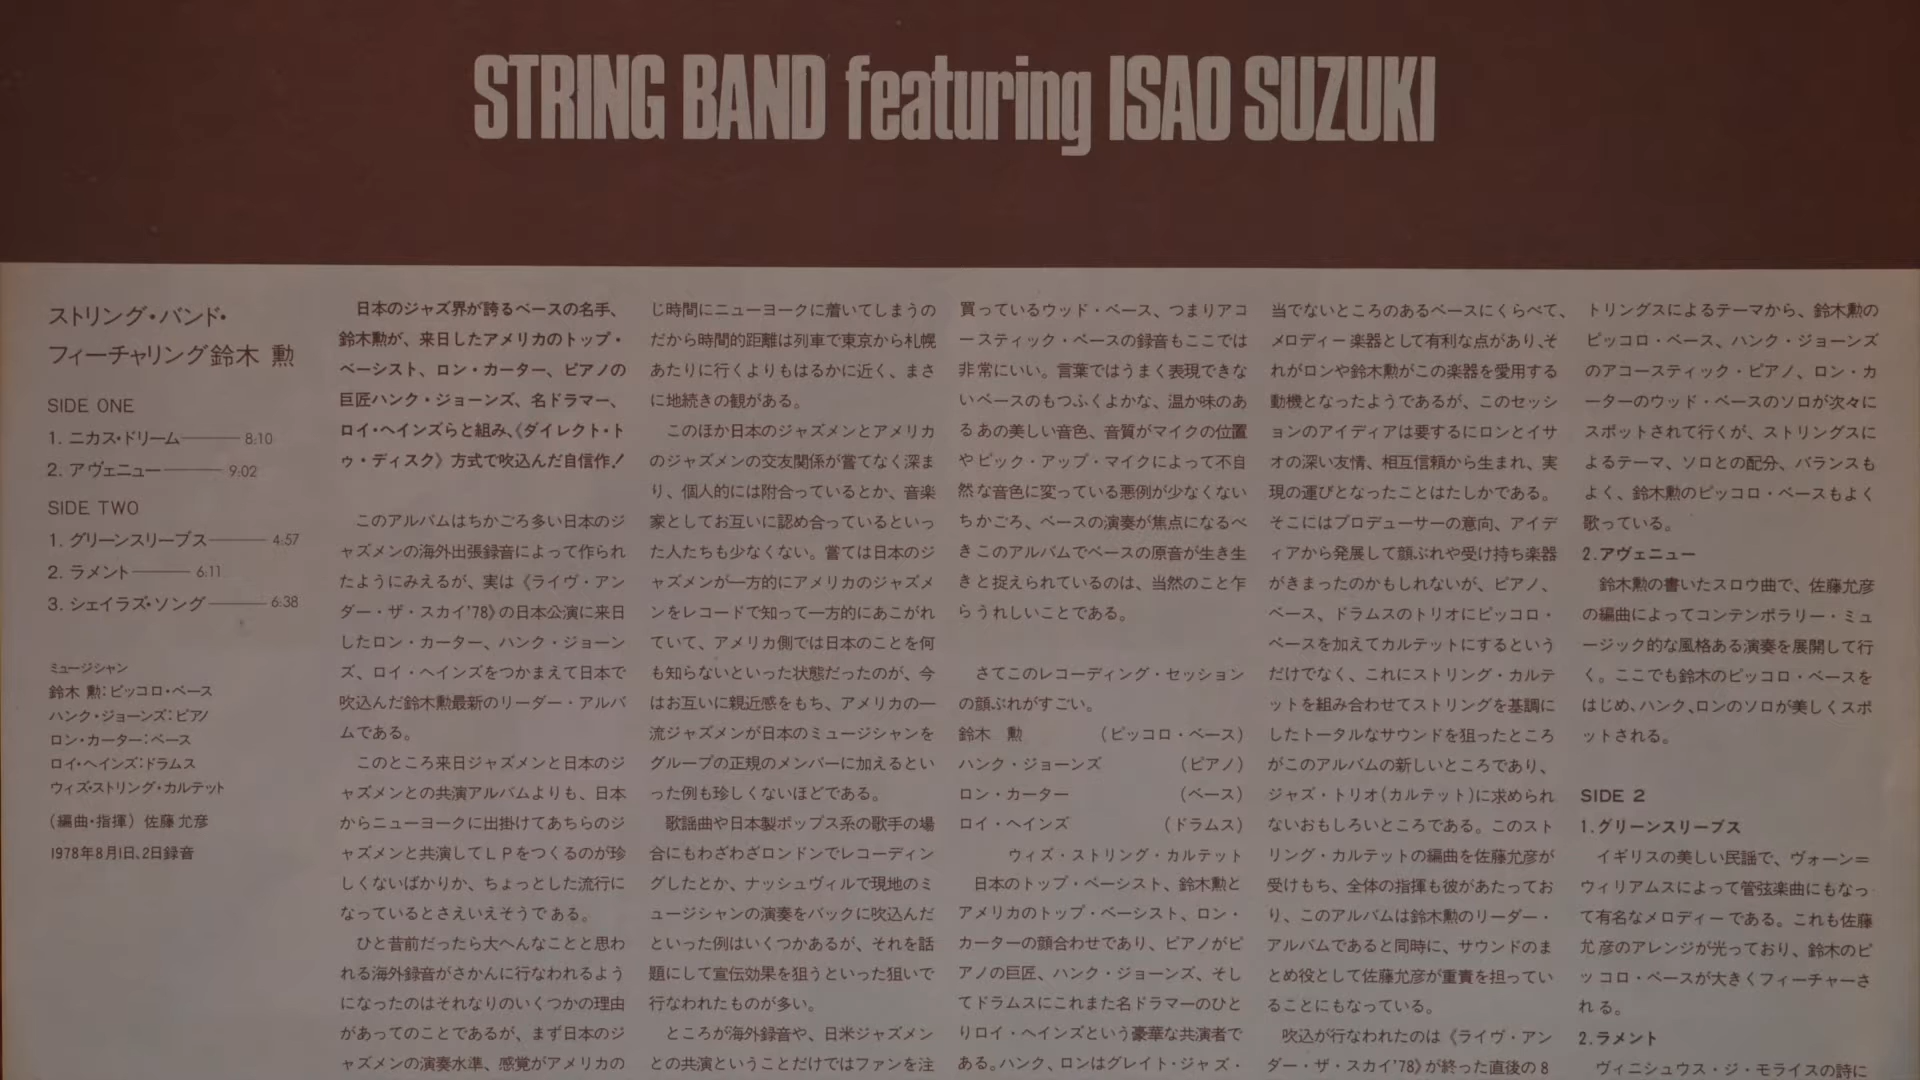 STRING BAND featuring ISAO SUZUKI
ストリング・バンド・
フィーチャリング鈴木 勲
SIDE ONE
1. ニカス・ドリーム――― 8:10
2. アヴェニュー――― 9:02
SIDE TWO
1. グリーンスリーブス――― 4:57
2. ラメント――― 6:11
3. シェイラズ・ソング――― 6:38
ミュージシャン
鈴木 勲:ピッコロ・ベース
ハンク・ジョーンズ:ピアノ
ロン・カーター:ベース
ロイ・ヘインズ:ドラムス
ウィズ・ストリング・カルテット
(編曲・指揮) 佐藤允彦
1978年8月1日、2日録音
日本のジャズ界が誇るベースの名手、
鈴木勲が、来日したアメリカのトップ・
ベーシスト、ロン・カーター、ピアノの
巨匠ハンク・ジョーンズ、名ドラマー、
ロイ・ヘインズらと組み、《ダイレクト・ト
ゥ・ディスク》方式で吹込んだ自信作!
このアルバムはちかごろ多い日本のジ
ャズメンの海外出張録音によって作られ
たようにみえるが、実は《ライヴ・アン
ダー・ザ・スカイ'78》の日本公演に来日
したロン・カーター、ハンク・ジョーン
ズ、ロイ・ヘインズをつかまえて日本で
吹込んだ鈴木勲最新のリーダー・アルバ
ムである。
このところ来日ジャズメンと日本のジ
ャズメンとの共演アルバムよりも、日本
からニューヨークに出掛けてあちらのジ
ャズメンと共演してＬＰをつくるのが珍
しくないばかりか、ちょっとした流行に
なっているとさえいえそうである。
ひと昔前だったら大へんなことと思わ
れる海外録音がさかんに行なわれるよう
になったのはそれなりのいくつかの理由
があってのことであるが、まず日本のジ
ャズメンの演奏水準、感覚がアメリカの
じ時間にニューヨークに着いてしまうの
だから時間的距離は列車で東京から札幌
あたりに行くよりもはるかに近く、まさ
に地続きの観がある。
このほか日本のジャズメンとアメリカ
のジャズメンの交友関係が嘗てなく深ま
り、個人的には附合っているとか、音楽
家としてお互いに認め合っているといっ
た人たちも少なくない。嘗ては日本のジ
ャズメンが一方的にアメリカのジャズメ
ンをレコードで知って一方的にあこがれ
ていて、アメリカ側では日本のことを何
も知らないといった状態だったのが、今
はお互いに親近感をもち、アメリカの一
流ジャズメンが日本のミュージシャンを
グループの正規のメンバーに加えるとい
った例も珍しくないほどである。
歌謡曲や日本製ポップス系の歌手の場
合にもわざわざロンドンでレコーディン
グしたとか、ナッシュヴィルで現地のミ
ュージシャンの演奏をバックに吹込んだ
といった例はいくつかあるが、それを話
題にして宣伝効果を狙うといった狙いで
行なわれたものが多い。
ところが海外録音や、日米ジャズメン
との共演ということだけではファンを注
買っているウッド・ベース、つまりアコ
ースティック・ベースの録音もここでは
非常にいい。言葉ではうまく表現できな
いベースのもつふくよかな、温か味のあ
るあの美しい音色、音質がマイクの位置
やピック・アップ・マイクによって不自
然な音色に変っている悪例が少なくない
ちかごろ、ベースの演奏が焦点になるべ
きこのアルバムでベースの原音が生き生
きと捉えられているのは、当然のこと乍
らうれしいことである。
さてこのレコーディング・セッション
の顔ぶれがすごい。
鈴木 勲 (ピッコロ・ベース)
ハンク・ジョーンズ (ピアノ)
ロン・カーター (ベース)
ロイ・ヘインズ (ドラムス)
ウィズ・ストリング・カルテット
日本のトップ・ベーシスト、鈴木勲と
アメリカのトップ・ベーシスト、ロン・
カーターの顔合わせであり、ピアノがピ
アノの巨匠、ハンク・ジョーンズ、そし
てドラムスにこれまた名ドラマーのひと
りロイ・ヘインズという豪華な共演者で
ある。ハンク、ロンはグレイト・ジャズ・
当でないところのあるベースにくらべて、
メロディー楽器として有利な点があり、そ
れがロンや鈴木勲がこの楽器を愛用する
動機となったようであるが、このセッシ
ョンのアイディアは要するにロンとイサ
オの深い友情、相互信頼から生まれ、実
現の運びとなったことはたしかである。
そこにはプロデューサーの意向、アイデ
ィアから発展して顔ぶれや受け持ち楽器
がきまったのかもしれないが、ピアノ、
ベース、ドラムスのトリオにピッコロ・
ベースを加えてカルテットにするという
だけでなく、これにストリング・カルテ
ットを組み合わせてストリングを基調に
したトータルなサウンドを狙ったところ
がこのアルバムの新しいところであり、
ジャズ・トリオ(カルテット)に求められ
ないおもしろいところである。このスト
リング・カルテットの編曲を佐藤允彦が
受けもち、全体の指揮も彼があたってお
り、このアルバムは鈴木勲のリーダー・
アルバムであると同時に、サウンドのま
とめ役として佐藤允彦が重責を担ってい
ることにもなっている。
吹込が行なわれたのは《ライヴ・アン
ダー・ザ・スカイ'78》が終った直後の8
トリングスによるテーマから、鈴木勲の
ピッコロ・ベース、ハンク・ジョーンズ
のアコースティック・ピアノ、ロン・カ
ーターのウッド・ベースのソロが次々に
スポットされて行くが、ストリングスに
よるテーマ、ソロとの配分、バランスも
よく、鈴木勲のピッコロ・ベースもよく
歌っている。
2.アヴェニュー
鈴木勲の書いたスロウ曲で、佐藤允彦
の編曲によってコンテンポラリー・ミュ
ージック的な風格ある演奏を展開して行
く。ここでも鈴木のピッコロ・ベースを
はじめ、ハンク、ロンのソロが美しくスポ
ットされる。
SIDE 2
1.グリーンスリーブス
イギリスの美しい民謡で、ヴォーン＝
ウィリアムスによって管弦楽曲にもなっ
て有名なメロディーである。これも佐藤
允彦のアレンジが光っており、鈴木のピ
ッコロ・ベースが大きくフィーチャーさ
れる。
2.ラメント
ヴィニシュウス・ジ・モライスの詩に